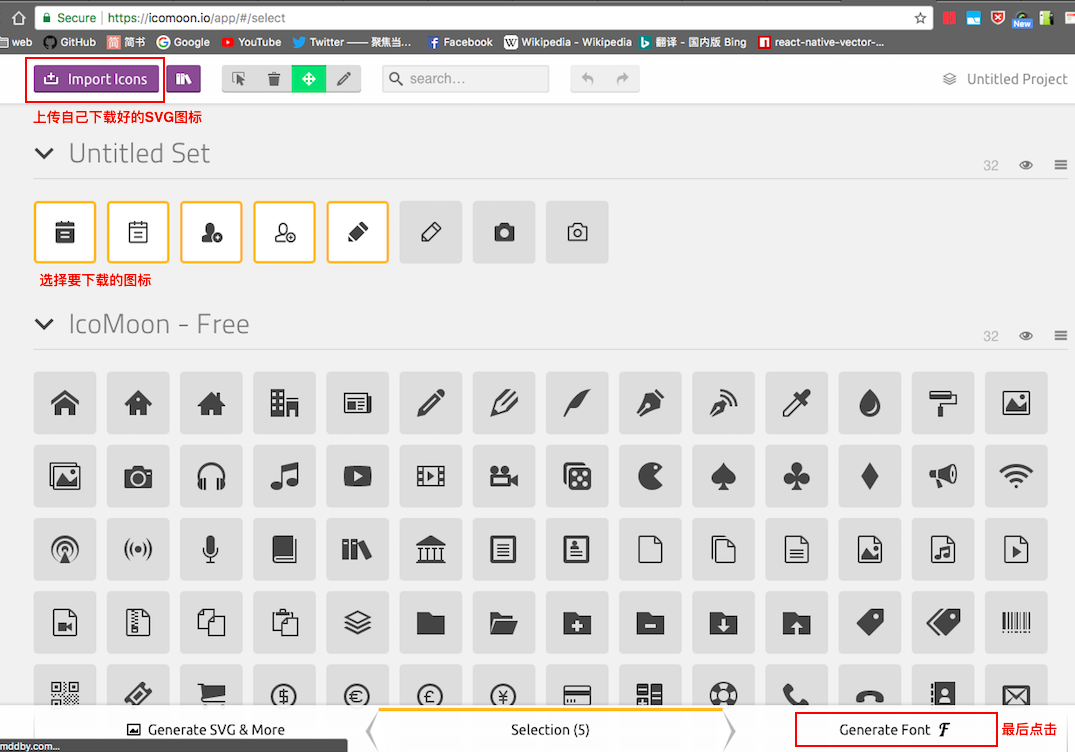 Secure https://icomoon.io/app/#/select
web GitHub 简 简书 Google YouTube Twitter —— 聚焦当... Facebook W Wikipedia - Wikipedia 翻译 - 国内版 Bing react-native-vector-...
New
Import Icons search... Untitled Project
上传自己下载好的SVG图标
Untitled Set 32
选择要下载的图标
IcoMoon - Free 32
Generate SVG & More Selection (5) Generate Font 最后点击
mddby.com...